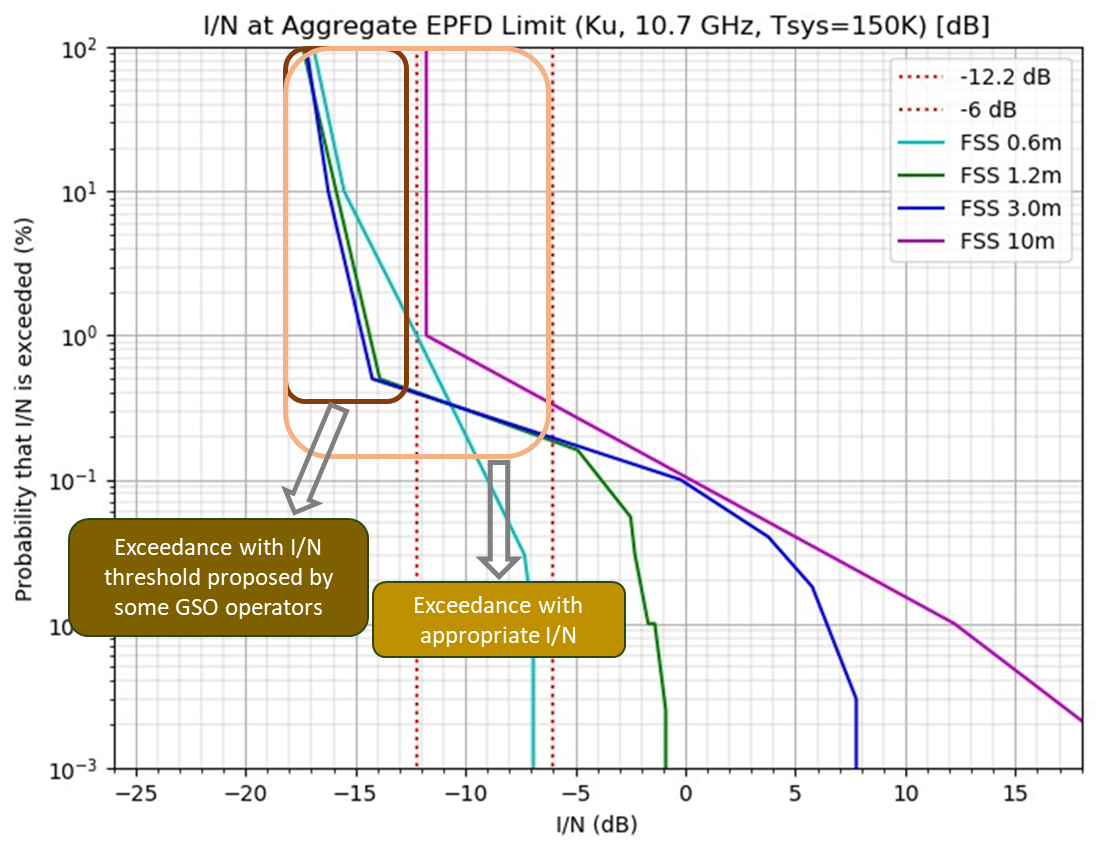 I/N at Aggregate EPFD Limit (Ku, 10.7 GHz, Tsys=150K) [dB]
10²
10¹
10⁰
10⁻¹
10
10⁻³
Probability that I/N is exceeded (%)
-12.2 dB
-6 dB
FSS 0.6m
FSS 1.2m
FSS 3.0m
FSS 10m
Exceedance with I/N
threshold proposed by
some GSO operators
Exceedance with
appropriate I/N
−25 −20 −15 −10 −5 0 5 10 15
I/N (dB)